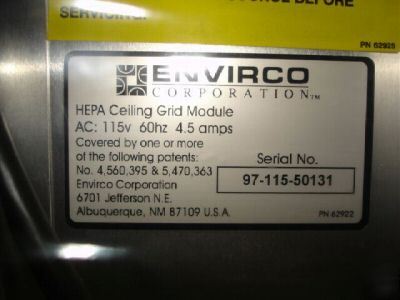 SERVICING.
BEFORE
PN 62925
ENVIRCO
CORPORATION TM
HEPA Ceiling Grid Module
AC: 115v 60hz 4.5 amps
Covered by one or more
of the following patents:
No. 4,560,395 & 5,470,363
Envirco Corporation
6701 Jefferson N.E.
Albuquerque, NM 87109 U.S.A.
Serial No.
97-115-50131
PN 62922